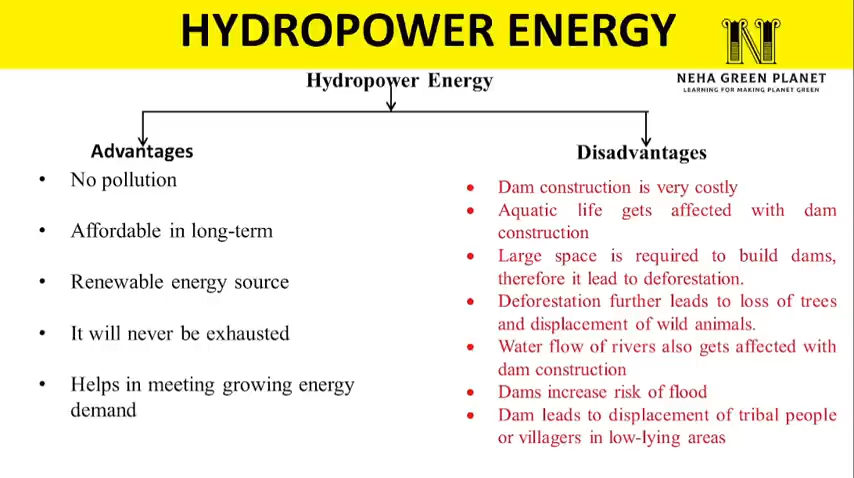 HYDROPOWER ENERGY
N
NEHA GREEN PLANET
LEARNING FOR MAKING PLANET GREEN
Hydropower Energy
Advantages
• No pollution
• Affordable in long-term
• Renewable energy source
• It will never be exhausted
• Helps in meeting growing energy
demand
Disadvantages
• Dam construction is very costly
• Aquatic life gets affected with dam
construction
• Large space is required to build dams,
therefore it lead to deforestation.
• Deforestation further leads to loss of trees
and displacement of wild animals.
• Water flow of rivers also gets affected with
dam construction
• Dams increase risk of flood
• Dam leads to displacement of tribal people
or villagers in low-lying areas